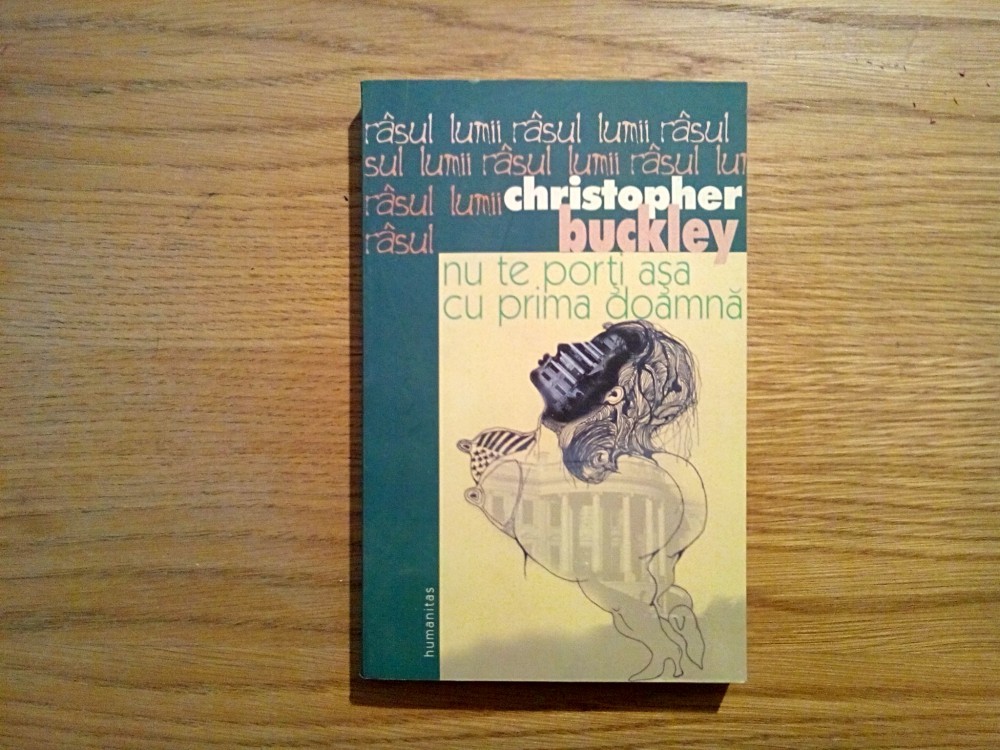 râsul lumii râsul lumii râsul
sul lumii râsul lumii râsul lu
râsul lumii christopher
râsul buckley
nu te porți așa
cu prima doamnă
humanitas